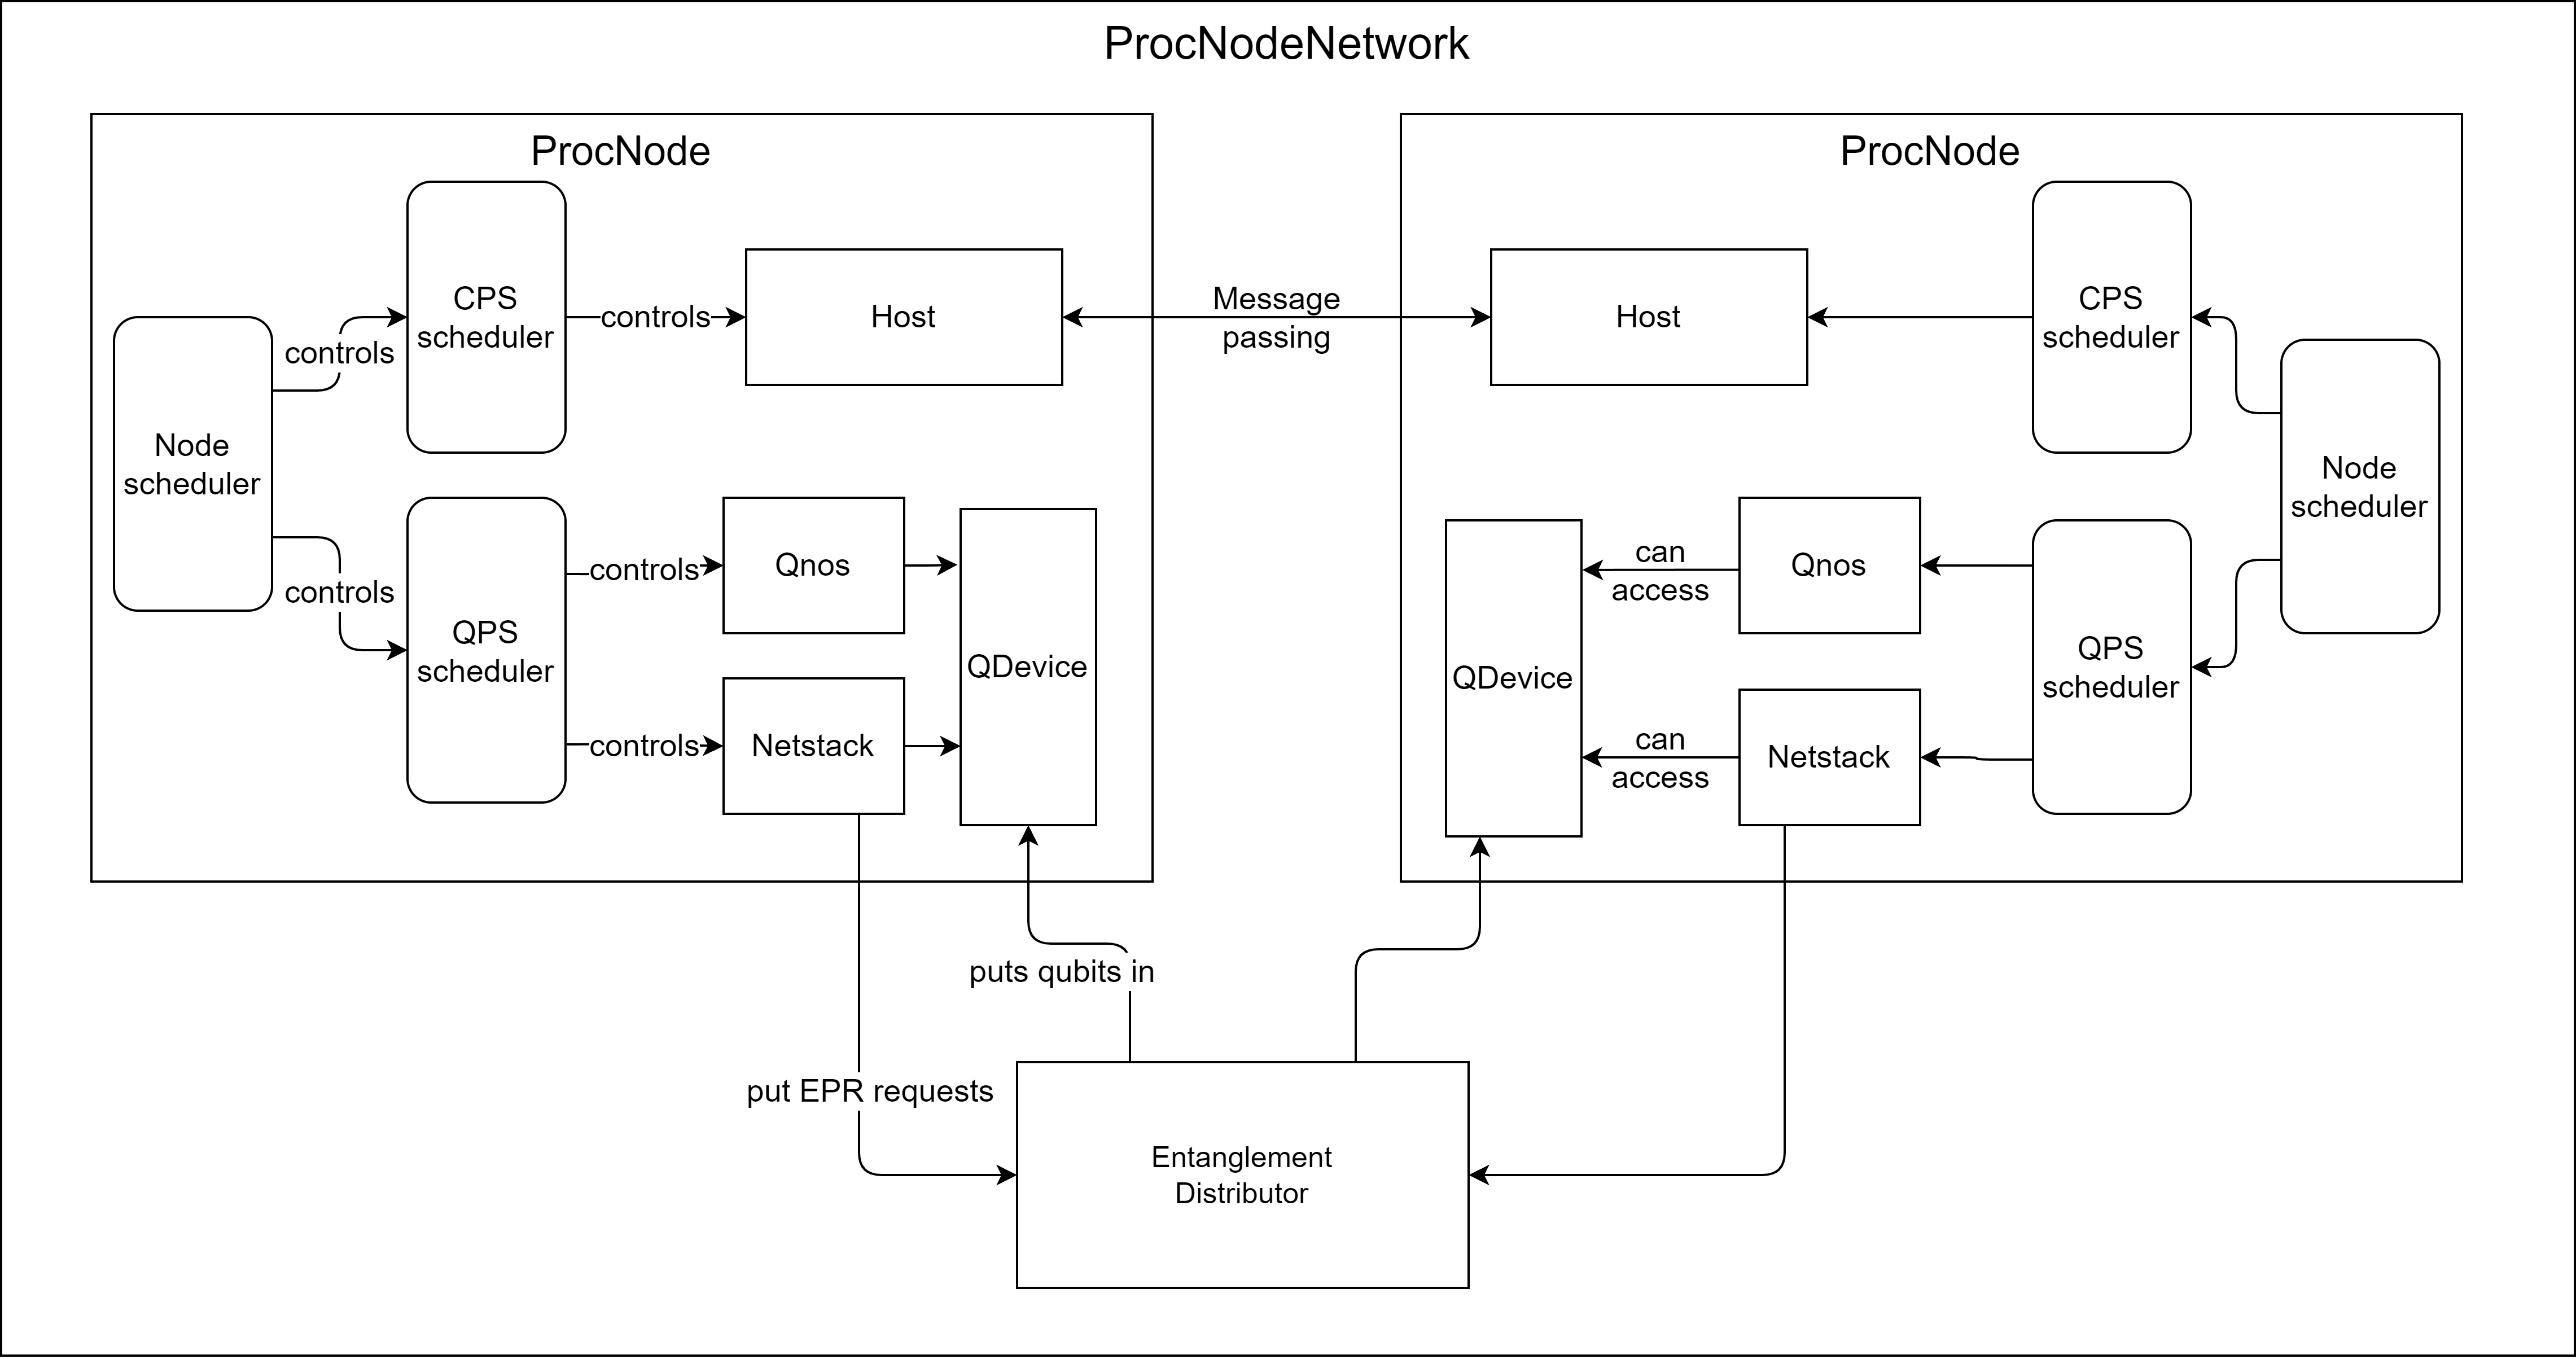 ProcNodeNetwork
ProcNode
CPS
scheduler
controls
Host
controls
Node
scheduler
controls
QPS
scheduler
controls
Qnos
QDevice
controls
Netstack
Message
passing
ProcNode
Host
CPS
scheduler
Node
scheduler
can
access
Qnos
QDevice
QPS
scheduler
can
access
Netstack
puts qubits in
put EPR requests
Entanglement
Distributor